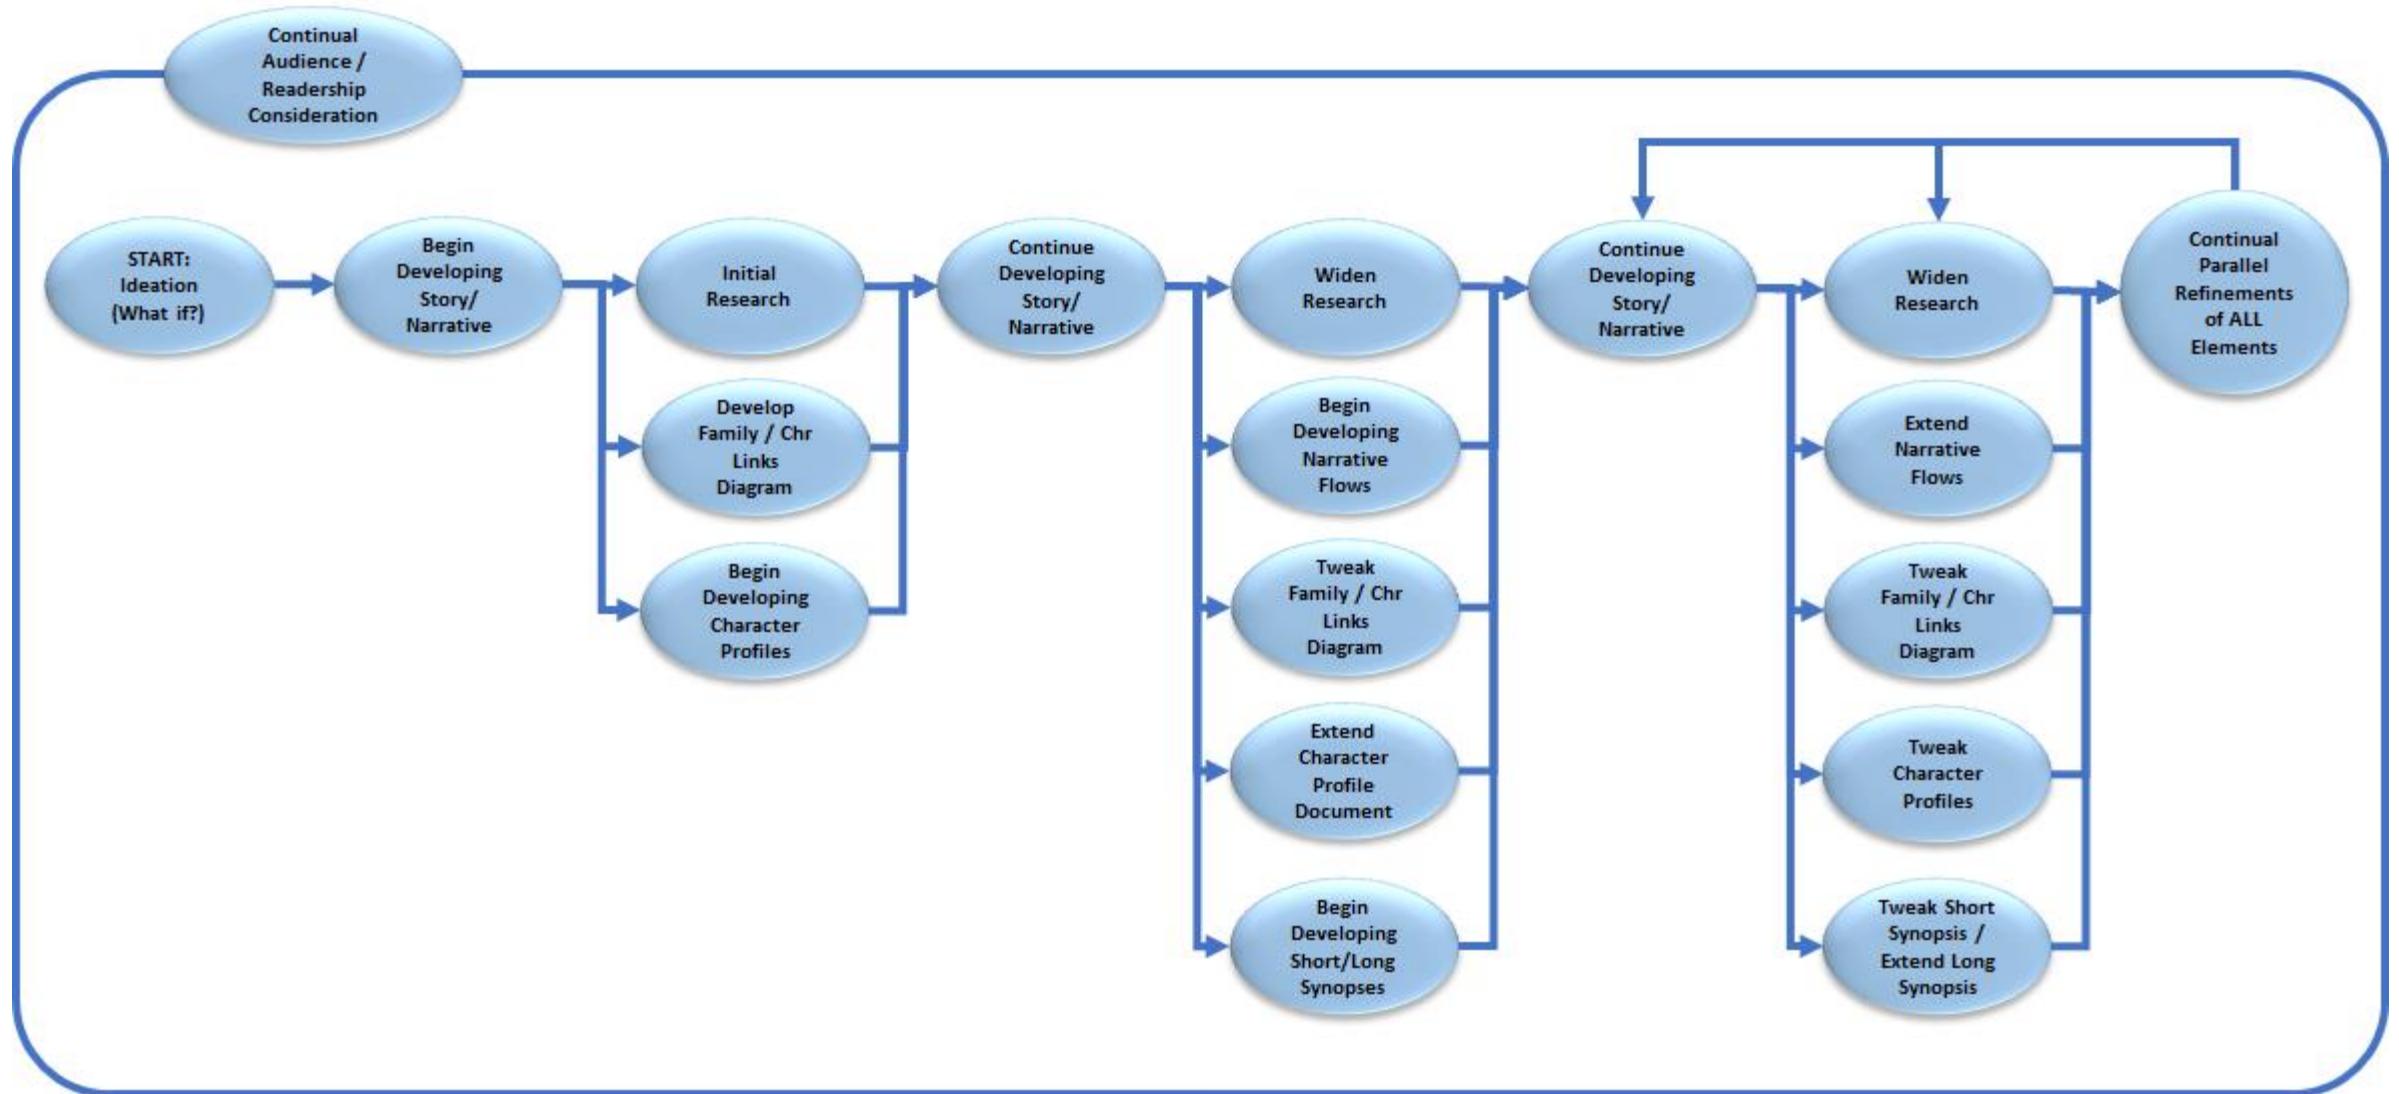 Continual
Audience /
Readership
Consideration
START:
Ideation
(What if?)
Begin
Developing
Story/
Narrative
Initial
Research
Develop
Family / Chr
Links
Diagram
Begin
Developing
Character
Profiles
Continue
Developing
Story/
Narrative
Widen
Research
Begin
Developing
Narrative
Flows
Tweak
Family / Chr
Links
Diagram
Extend
Character
Profile
Document
Begin
Developing
Short/Long
Synopses
Continue
Developing
Story/
Narrative
Widen
Research
Extend
Narrative
Flows
Tweak
Family / Chr
Links
Diagram
Tweak
Character
Profiles
Tweak Short
Synopsis /
Extend Long
Synopsis
Continual
Parallel
Refinements
of ALL
Elements